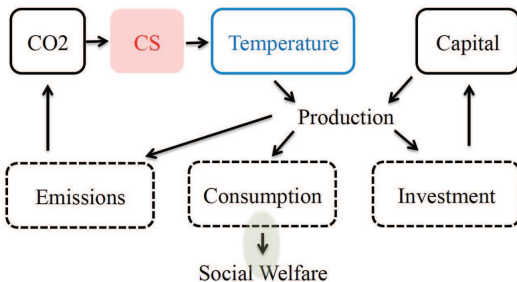 CO2 CS Temperature Capital
Production
Emissions Consumption Investment
Social Welfare